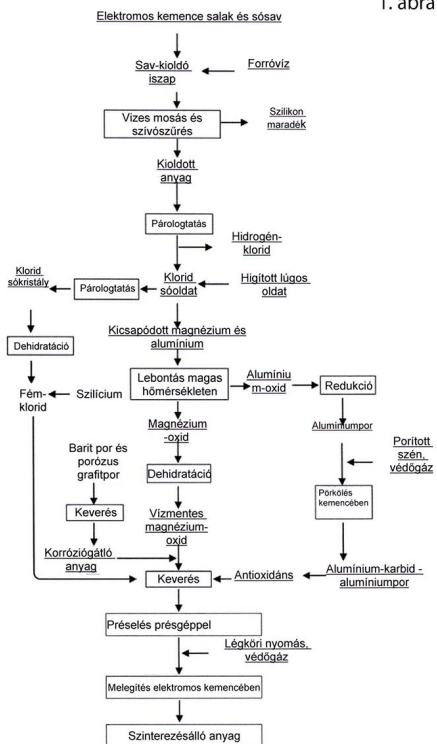 1. ábra
Elektromos kemence salak és sósav
Sav-kioldó
iszap
Forróvíz
Vizes mosás és
szívószűrés
Szilikon
maradék
Kioldott
anyag
Párologtatás
Hidrogén-
klorid
Klorid
sókristály
Párologtatás
Klorid
sóoldat
Higított lúgos
oldat
Kicsapódott magnézium és
alumínium
Dehidratáció
Lebontás magas
hőmérsékleten
Alumíniu
m-oxid
Redukció
Fém-
klorid
Szilícium
Magnézium
-oxid
Alumíniumpor
Barit por és
porózus
grafitpor
Dehidratáció
Porított
szén,
védőgáz
Pörkölés
kemencében
Keverés
Vízmentes
magnézium-
oxid
Korróziógátló
anyag
Keverés
Antioxidáns
Alumínium-karbid -
alumíniumpor
Préselés présgéppel
Légköri nyomás,
védőgáz
Melegítés elektromos kemencében
Szinterezésálló anyag